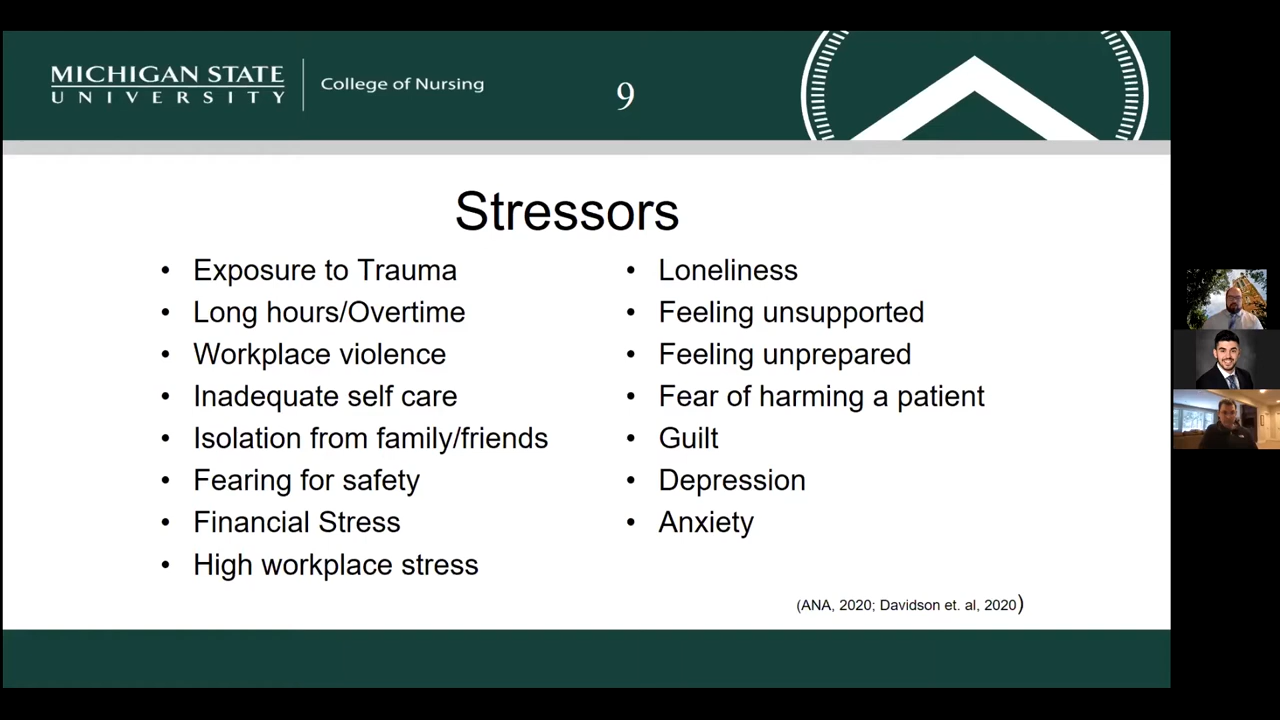 MICHIGAN STATE
UNIVERSITY
College of Nursing
9
Stressors
• Exposure to Trauma
• Long hours/Overtime
• Workplace violence
• Inadequate self care
• Isolation from family/friends
• Fearing for safety
• Financial Stress
• High workplace stress
• Loneliness
• Feeling unsupported
• Feeling unprepared
• Fear of harming a patient
• Guilt
• Depression
• Anxiety
(ANA, 2020; Davidson et. al, 2020)